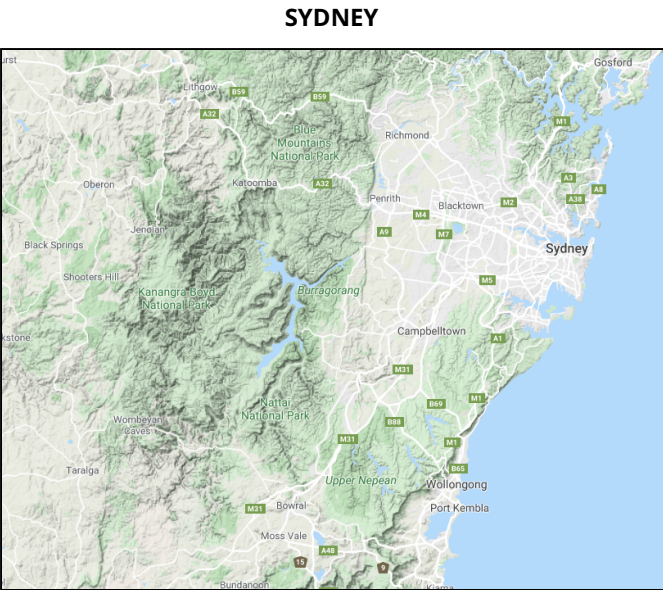 SYDNEY
urst
Gosford
Lithgow
B59
B59
A32
M1
Blue
Mountains
National Park
Richmond
Oberon
Katoomba
A32
A3
A8
Penrith
Blacktown
M2
A38
M4
Jenolan
A9
M7
Black Springs
Sydney
Shooters Hill
M5
Kanangra-Boyd
National Park
Burragorang
kstone
Campbelltown
A1
M31
Nattai
National Park
B69
M1
Wombeyan
Caves
B88
M31
M1
Taralga
B65
Upper Nepean
Wollongong
M31
Bowral
Port Kembla
Moss Vale
A48
15
9
Bundanoon
Kiama